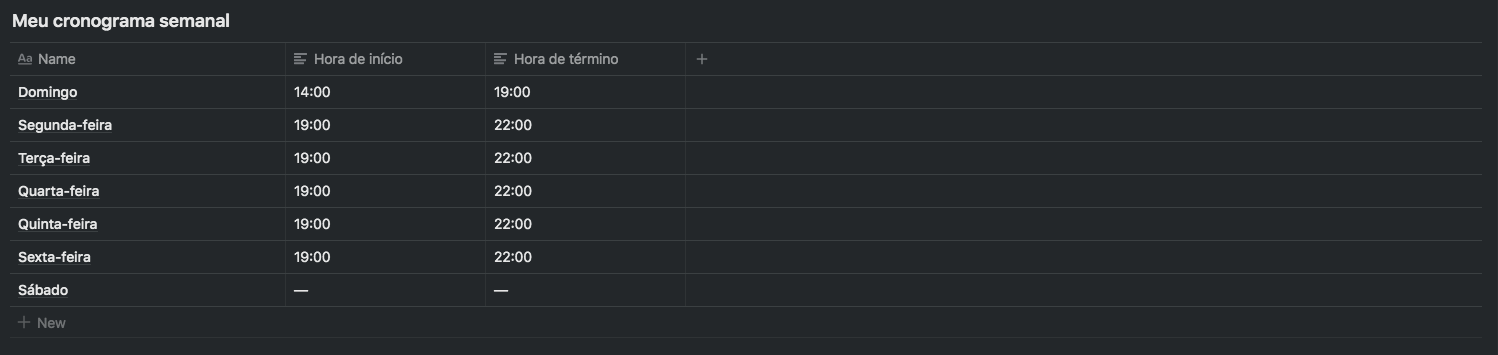 Meu cronograma semanal
Aa Name Hora de início Hora de término +
Domingo 14:00 19:00
Segunda-feira 19:00 22:00
Terça-feira 19:00 22:00
Quarta-feira 19:00 22:00
Quinta-feira 19:00 22:00
Sexta-feira 19:00 22:00
Sábado — —
+ New